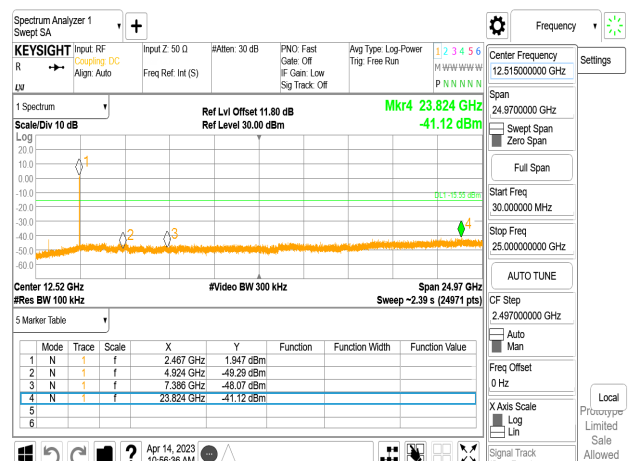 Spectrum Analyzer 1
Swept SA
Frequency
KEYSIGHT
Input: RF
Coupling: DC
Align: Auto
Input Z: 50 Ω
Freq Ref: Int (S)
#Atten: 30 dB
PNO: Fast
Gate: Off
IF Gain: Low
Sig Track: Off
Avg Type: Log-Power
Trig: Free Run
1 2 3 4 5 6
M W W W W W
P N N N N N
R
LXI
1 Spectrum
Scale/Div 10 dB
Ref Lvl Offset 11.80 dB
Ref Level 30.00 dBm
Mkr4 23.824 GHz
-41.12 dBm
Log
20.0
10.0
0.00
-10.0
-20.0
-30.0
-40.0
-50.0
-60.0
1
2
3
4
Center 12.52 GHz
#Video BW 300 kHz
Span 24.97 GHz
#Res BW 100 kHz
Sweep ~2.39 s (24971 pts)
5 Marker Table
Mode Trace Scale X Y Function Function Width Function Value
1 N 1 f 2.467 GHz 1.947 dBm
2 N 1 f 4.924 GHz -49.29 dBm
3 N 1 f 7.386 GHz -48.07 dBm
4 N 1 f 23.824 GHz -41.12 dBm
5
6
Apr 14, 2023
10:56:36 AM
Center Frequency
12.515000000 GHz
Settings
Span
24.9700000 GHz
Swept Span
Zero Span
Full Span
Start Freq
30.000000 MHz
Stop Freq
25.000000000 GHz
AUTO TUNE
CF Step
2.497000000 GHz
Auto
Man
Freq Offset
0 Hz
X Axis Scale
Log
Lin
Signal Track
Local
Prototype
Limited
Sale
Allowed